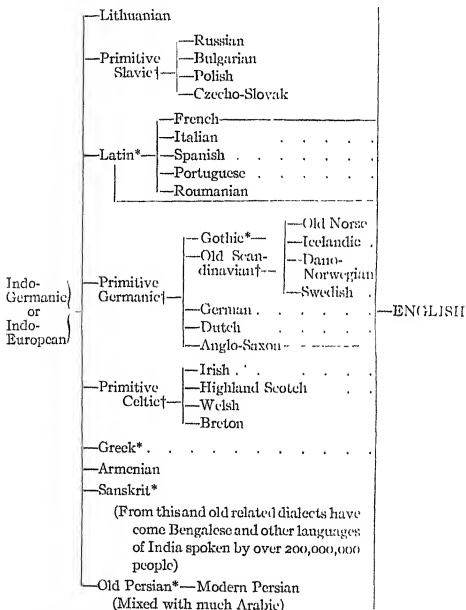 Lithuanian
Primitive Slavic†
Russian
Bulgarian
Polish
Czecho-Slovak
Latin*
French
Italian . . . .
Spanish . . . . . .
Portuguese . . . . .
Roumanian
Indo-
Germanic
or
Indo-
European
Primitive
Germanic†
Gothic*
Old Scan-
dinavian†
Old Norse
Icelandic .
Dano-
Norwegian
Swedish .
German . . . . .
Dutch . . . .
Anglo-Saxon
ENGLISH
Primitive
Celtic†
Irish . . . . . .
Highland Scotch . .
Welsh
Breton
Greek* . . . . . . . . . .
Armenian
Sanskrit*
(From this and old related dialects have
come Bengalese and other languages
of India spoken by over 200,000,000
people)
Old Persian*—Modern Persian
(Mixed with much Arabic)